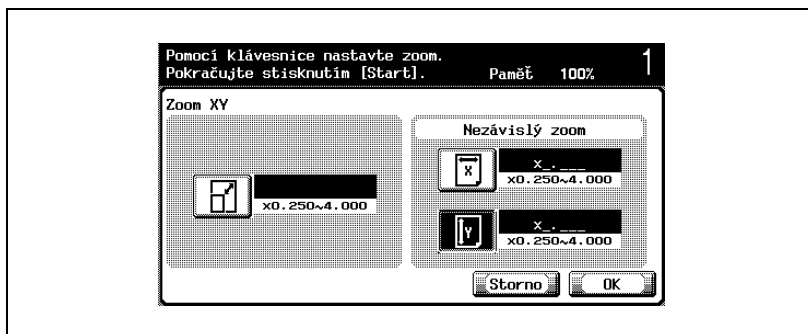 Pomocí klávesnice nastavte zoom.
Pokračujte stisknutím [Start].
Paměť 100%
1
Zoom XY
x0.250~4.000
Nezávislý zoom
X
x_.___
x0.250~4.000
Y
x_.___
x0.250~4.000
Storno
OK